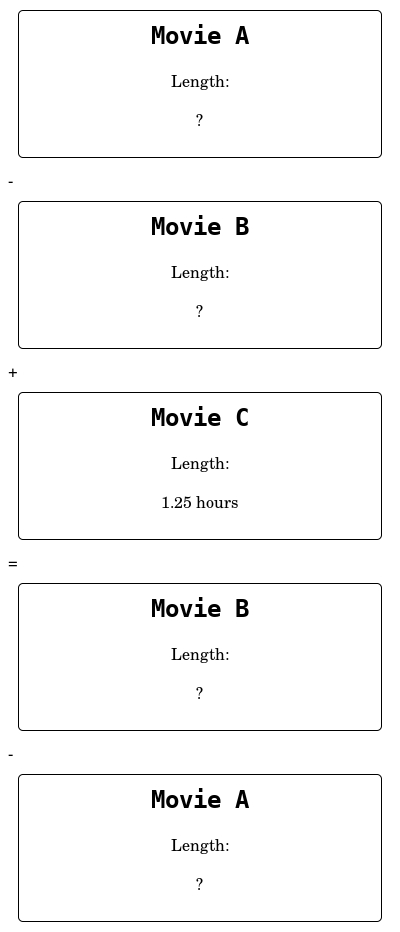 Movie A
Length:
?
-
Movie B
Length:
?
+
Movie C
Length:
1.25 hours
=
Movie B
Length:
?
-
Movie A
Length:
?